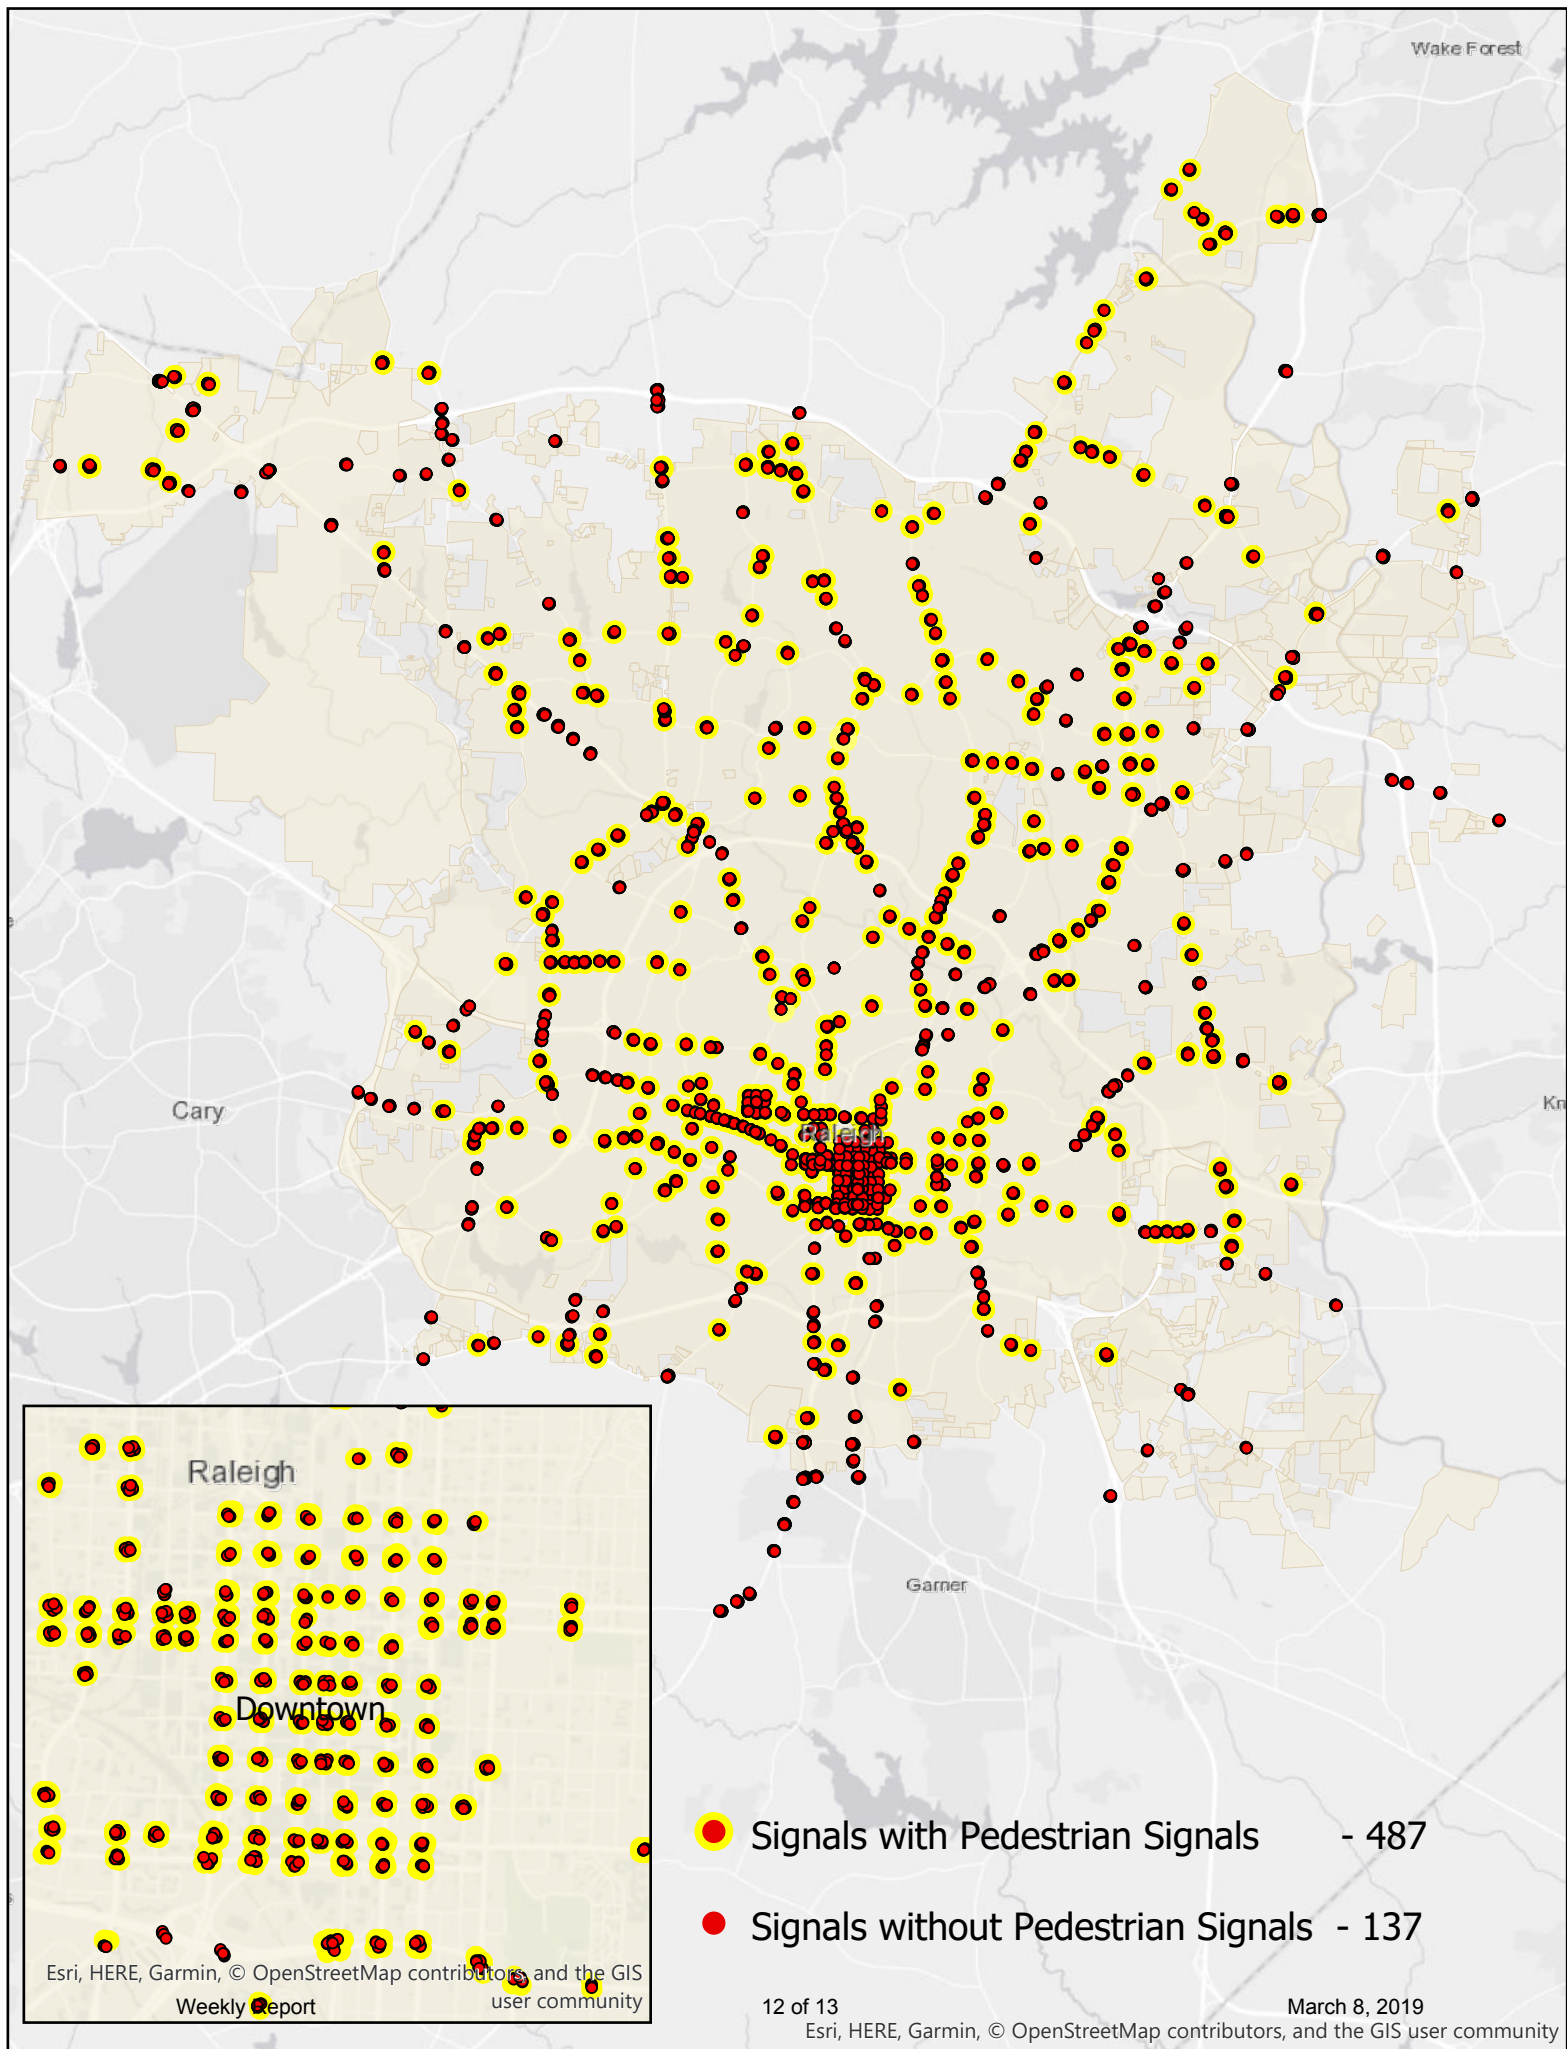 Wake Forest
Cary
Raleigh
Kn
Raleigh
Downtown
Garner
Signals with Pedestrian Signals - 487
Signals without Pedestrian Signals - 137
Esri, HERE, Garmin, © OpenStreetMap contributors, and the GIS
user community
Weekly Report
12 of 13
March 8, 2019
Esri, HERE, Garmin, © OpenStreetMap contributors, and the GIS user community